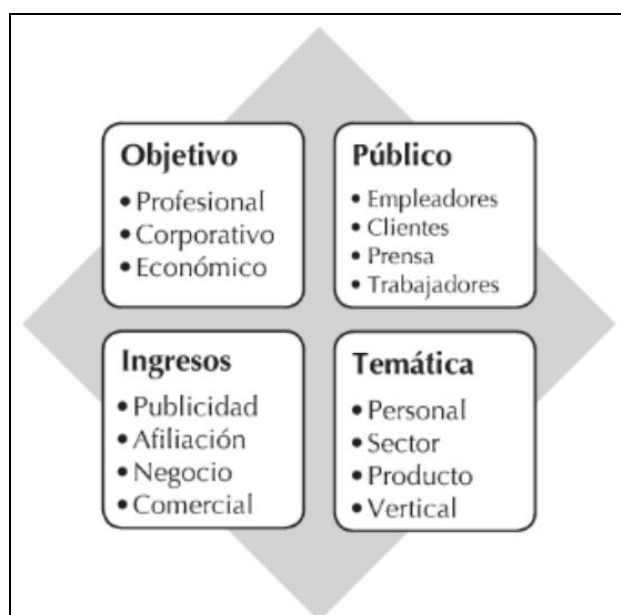 Objetivo
• Profesional
• Corporativo
• Económico
Público
• Empleadores
• Clientes
• Prensa
• Trabajadores
Ingresos
• Publicidad
• Afiliación
• Negocio
• Comercial
Temática
• Personal
• Sector
• Producto
• Vertical